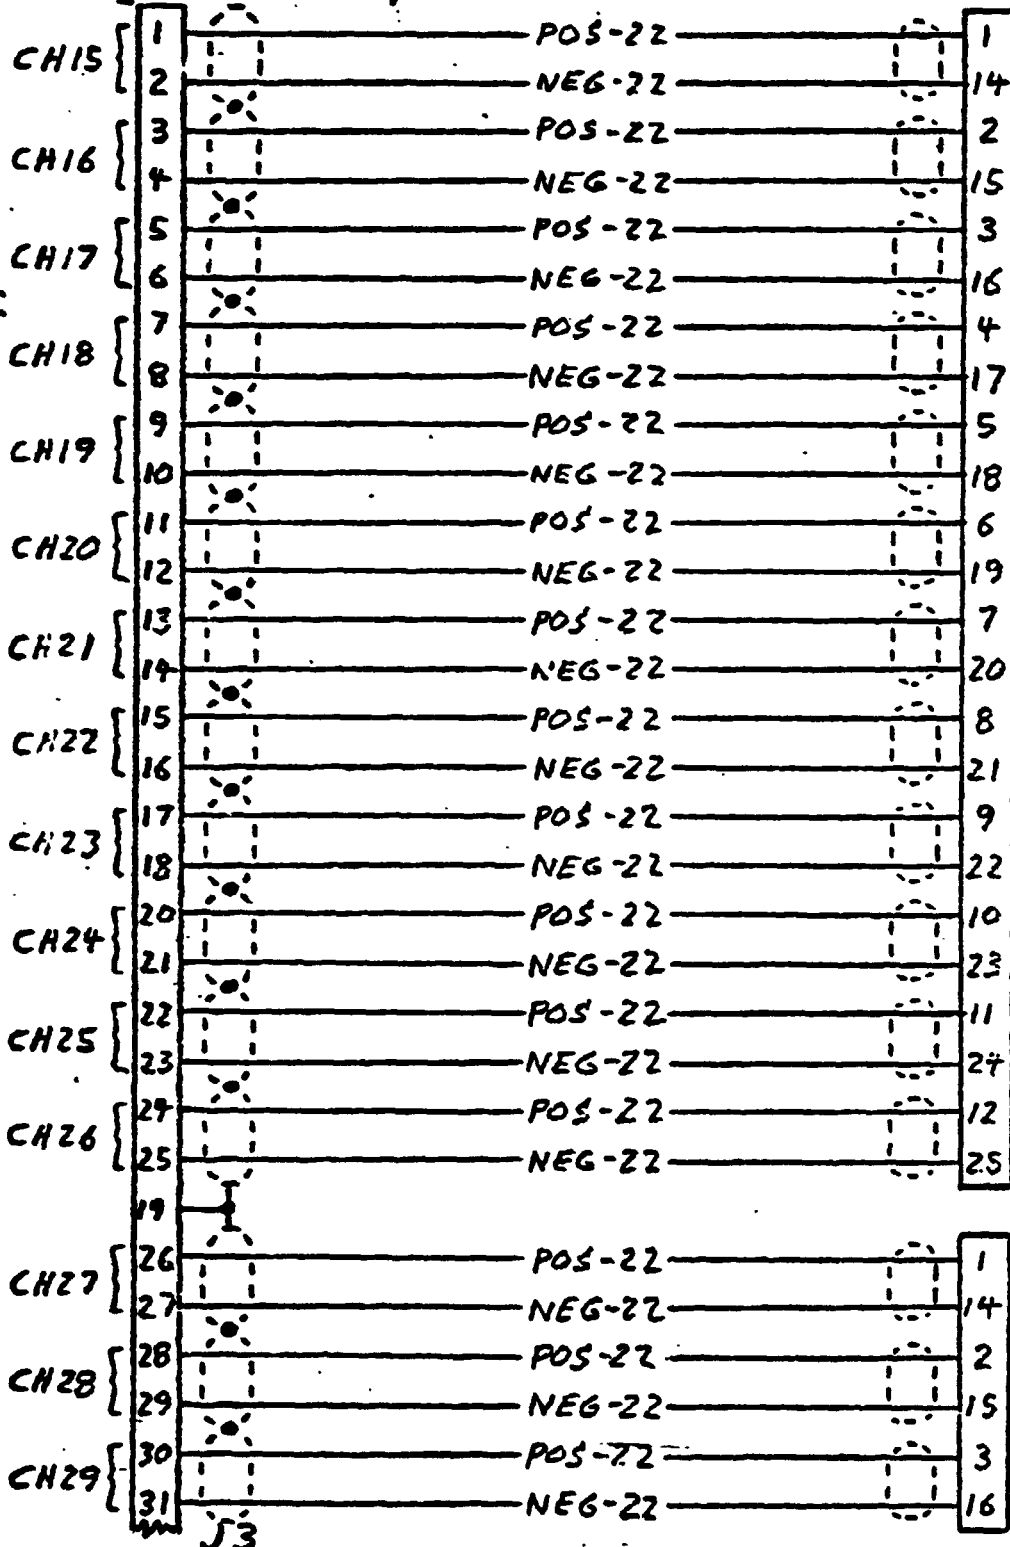 1 POS-22 1
CH15
2 NEG-22 14
3 POS-22 2
CH16
4 NEG-22 15
5 POS-22 3
CH17
6 NEG-22 16
7 POS-22 4
CH18
8 NEG-22 17
9 POS-22 5
CH19
10 NEG-22 18
11 POS-22 6
CH20
12 NEG-22 19
13 POS-22 7
CH21
14 NEG-22 20
15 POS-22 8
CH22
16 NEG-22 21
17 POS-22 9
CH23
18 NEG-22 22
20 POS-22 10
CH24
21 NEG-22 23
22 POS-22 11
CH25
23 NEG-22 24
24 POS-22 12
CH26
25 NEG-22 25
19
26 POS-22 1
CH27
27 NEG-22 14
28 POS-22 2
CH28
29 NEG-22 15
30 POS-22 3
CH29
31 NEG-22 16
J3